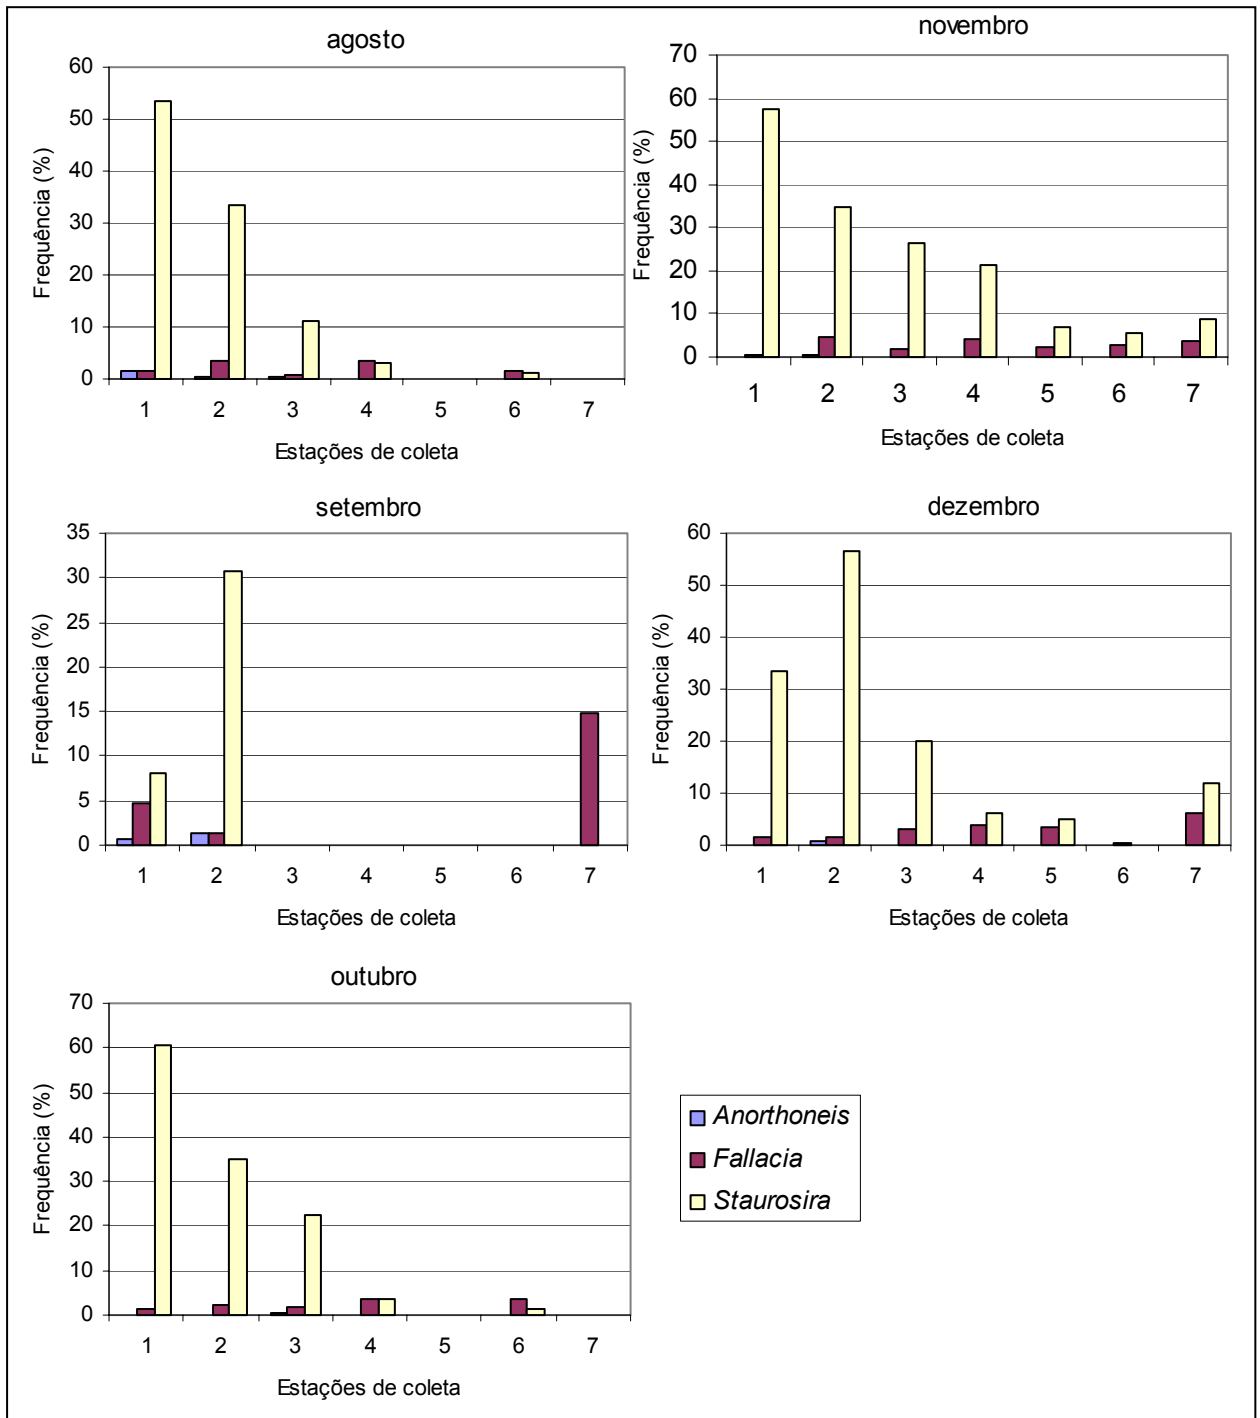 agosto
60
50
40
30
20
10
0
Frequência (%)
1 2 3 4 5 6 7
Estações de coleta
novembro
70
60
50
40
30
20
10
0
Frequência (%)
1 2 3 4 5 6 7
Estações de coleta
setembro
35
30
25
20
15
10
5
0
Frequência (%)
1 2 3 4 5 6 7
Estações de coleta
dezembro
60
50
40
30
20
10
0
Frequência (%)
1 2 3 4 5 6 7
Estações de coleta
outubro
70
60
50
40
30
20
10
0
Frequência (%)
1 2 3 4 5 6 7
Estações de coleta
Anorthoneis
Fallacia
Staurosira